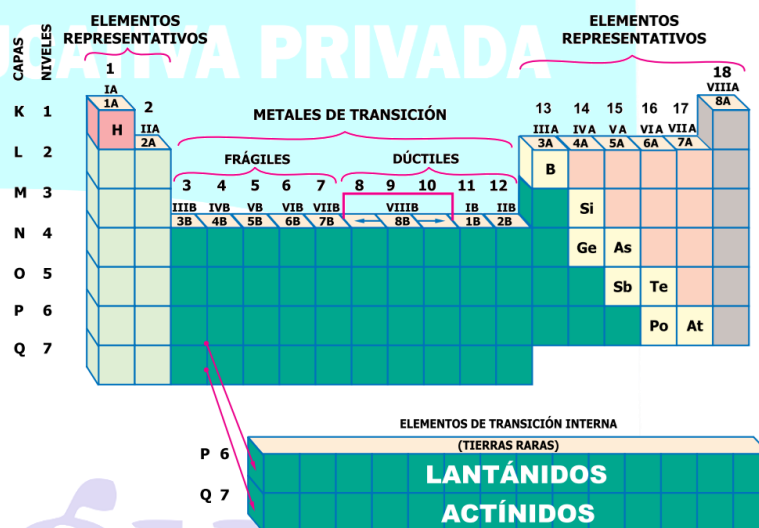 UCATIVA PRIVADA
ELEMENTOS
REPRESENTATIVOS
ELEMENTOS
REPRESENTATIVOS
CAPAS
NIVELES
1
IA
1A
2
IIA
2A
METALES DE TRANSICIÓN
FRÁGILES
DÚCTILES
3 4 5 6 7 8 9 10 11 12
IIIB IVB VB VIB VIIB VIIIB IB IIB
3B 4B 5B 6B 7B 8B 1B 2B
13 14 15 16 17
IIIA IVA VA VIA VIIA
3A 4A 5A 6A 7A
18
VIIIA
8A
K 1
H
L 2
B
M 3
Si
N 4
Ge As
O 5
Sb Te
P 6
Po At
Q 7
ELEMENTOS DE TRANSICIÓN INTERNA
(TIERRAS RARAS)
P 6
LANTÁNIDOS
Q 7
ACTÍNIDOS